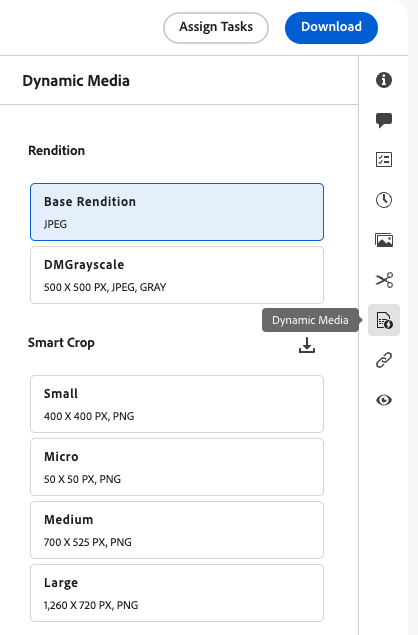 Assign Tasks
Download
Dynamic Media
Rendition
Base Rendition
JPEG
DMGrayscale
500 X 500 PX, JPEG, GRAY
Dynamic Media
Smart Crop
Small
400 X 400 PX, PNG
Micro
50 X 50 PX, PNG
Medium
700 X 525 PX, PNG
Large
1,260 X 720 PX, PNG